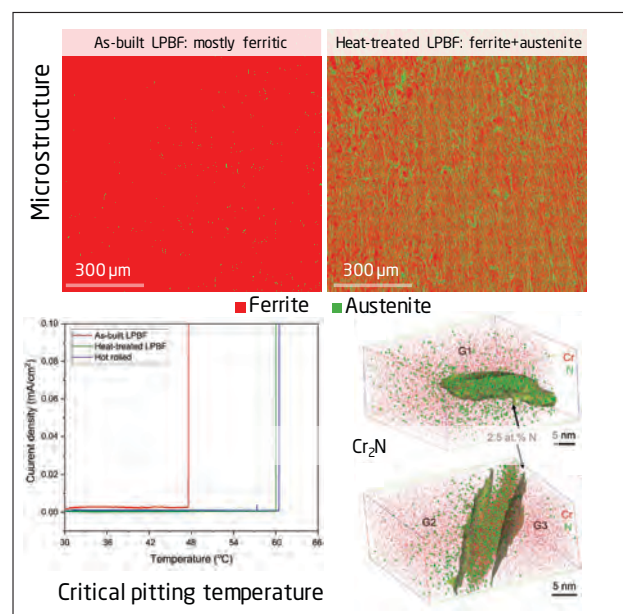 As-built LPBF: mostly ferritic
Heat-treated LPBF: ferrite+austenite
Microstructure
300 µm
300 µm
Ferrite
Austenite
0.10
0.08
0.06
0.04
0.02
0.00
Cuurent density (mA/cm²)
As-built LPBF
Heat-treated LPBF
Hot rolled
30 36 42 48 54 60 66
Temperature (°C)
Critical pitting temperature
G1
Cr
N
2.5 at.% N
5 nm
Cr₂N
G2
G3
Cr
N
5 nm